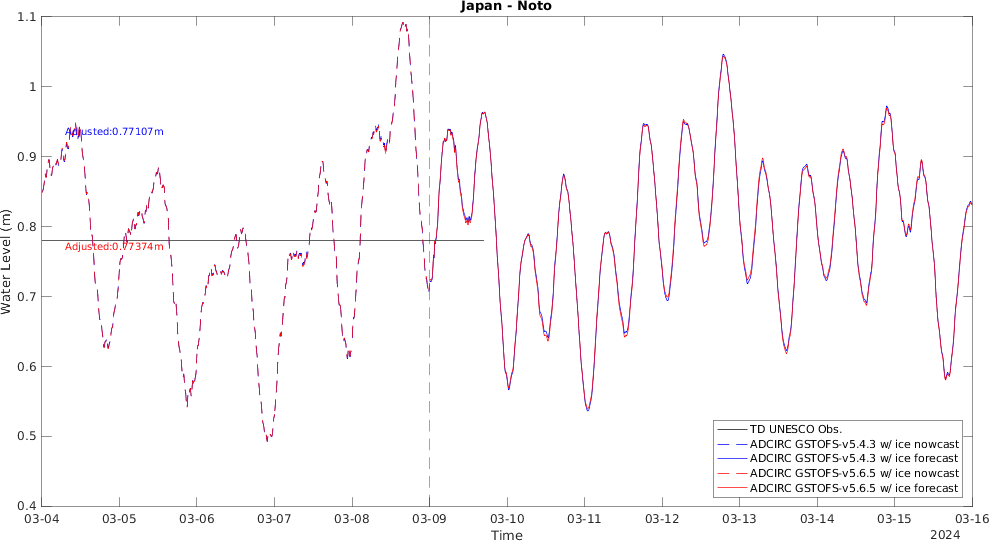 Japan - Noto
1.1
1
0.9
0.8
0.7
0.6
0.5
0.4
Water Level (m)
Adjusted:0.77107m
Adjusted:0.77374m
TD UNESCO Obs.
ADCIRC GSTOFS-v5.4.3 w/ ice nowcast
ADCIRC GSTOFS-v5.4.3 w/ ice forecast
ADCIRC GSTOFS-v5.6.5 w/ ice nowcast
ADCIRC GSTOFS-v5.6.5 w/ ice forecast
03-04 03-05 03-06 03-07 03-08 03-09 03-10 03-11 03-12 03-13 03-14 03-15 03-16
Time
2024